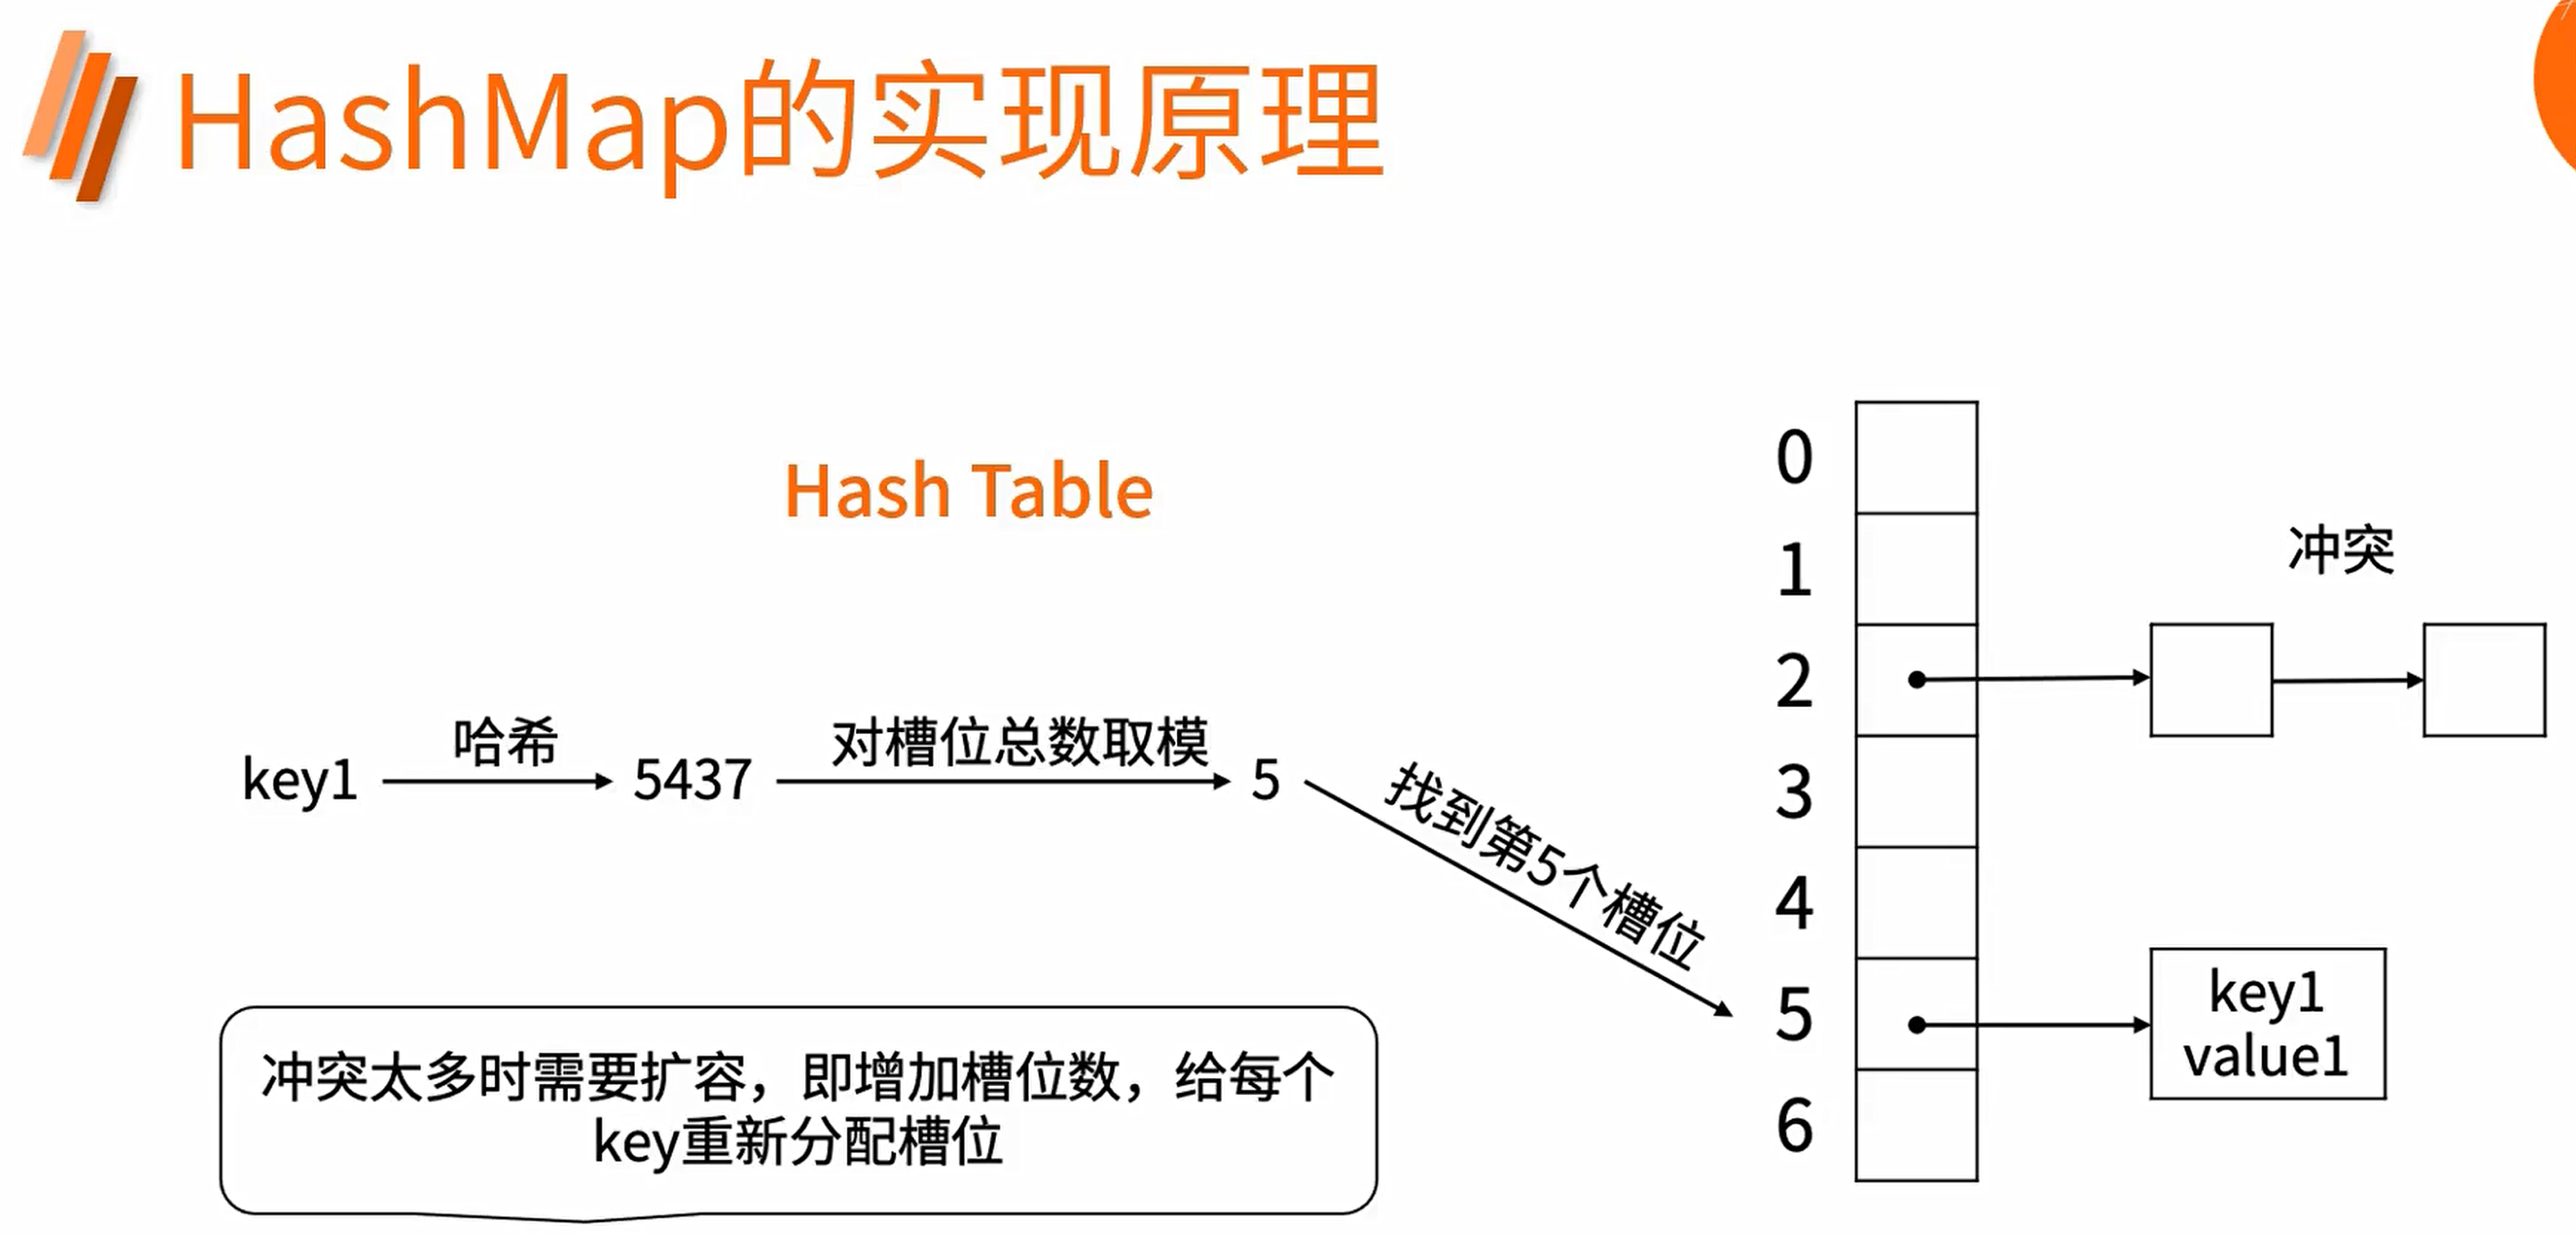 HashMap的实现原理
Hash Table
key1
哈希
5437
对槽位总数取模
5
找到第5个槽位
0
1
2
3
4
5
6
冲突
key1
value1
冲突太多时需要扩容，即增加槽位数，给每个
key重新分配槽位